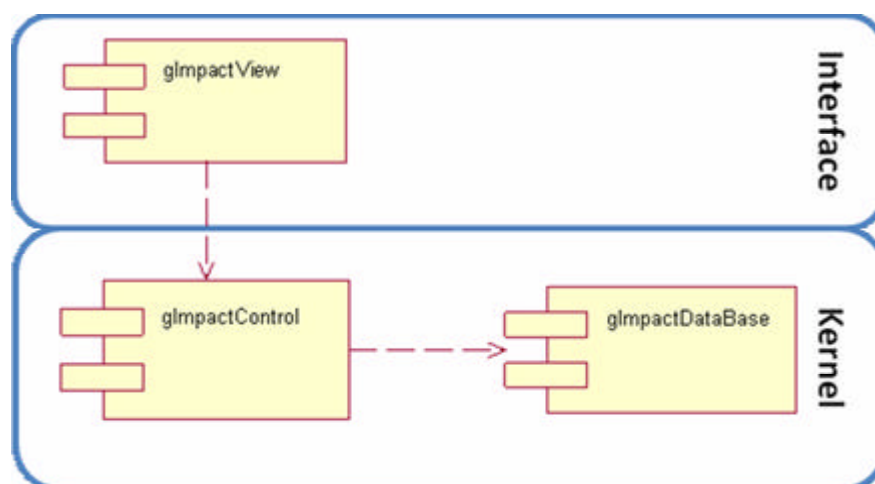 gImpactView
Interface
gImpactControl
gImpactDataBase
Kernel